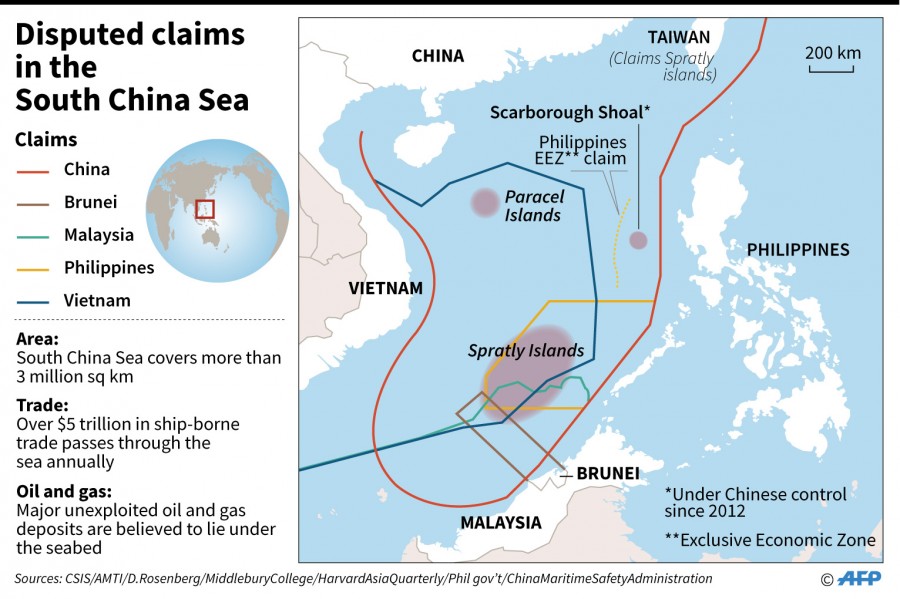 Disputed claims
in the
South China Sea
Claims
China
Brunei
Malaysia
Philippines
Vietnam
Area:
South China Sea covers more than
3 million sq km
Trade:
Over $5 trillion in ship-borne
trade passes through the
sea annually
Oil and gas:
Major unexploited oil and gas
deposits are believed to lie under
the seabed
CHINA
TAIWAN
(Claims Spratly
islands)
200 km
Scarborough Shoal*
Philippines
EEZ** claim
Paracel
Islands
PHILIPPINES
VIETNAM
Spratly Islands
BRUNEI
MALAYSIA
*Under Chinese control
since 2012
**Exclusive Economic Zone
Sources: CSIS/AMTI/D.Rosenberg/MiddleburyCollege/HarvardAsiaQuarterly/Phil gov't/ChinaMaritimeSafetyAdministration
© AFP